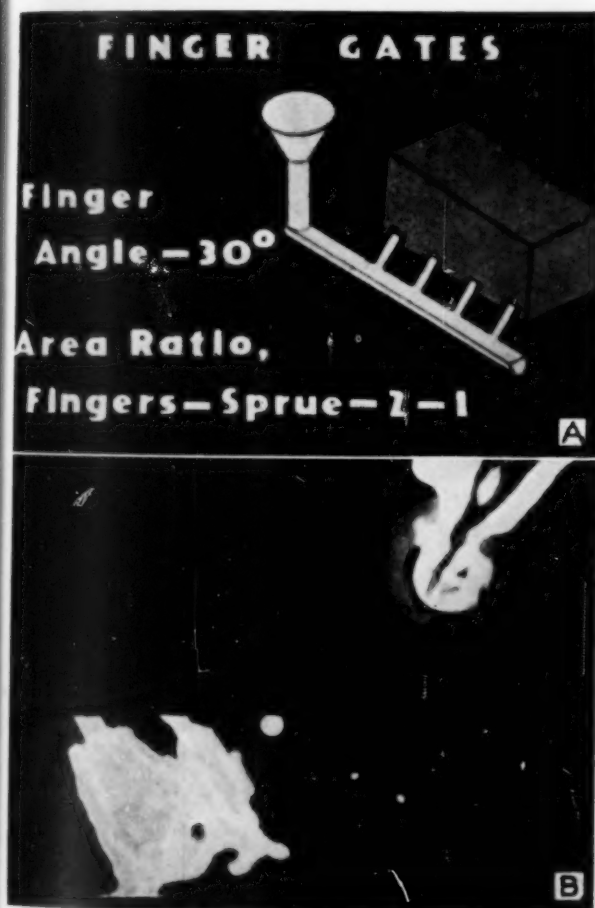 FINGER GATES
Finger
Angle — 30°
Area Ratio,
Fingers — Sprue — 2 — 1
A
B